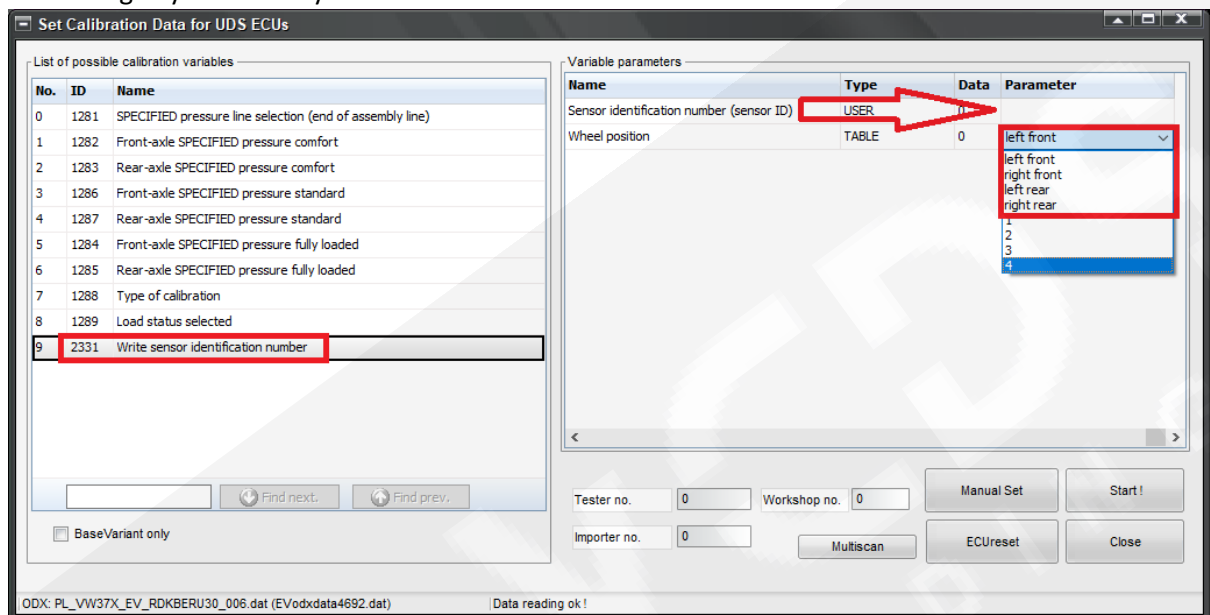 Set Calibration Data for UDS ECUs
List of possible calibration variables
No. ID Name
0 1281 SPECIFIED pressure line selection (end of assembly line)
1 1282 Front-axle SPECIFIED pressure comfort
2 1283 Rear-axle SPECIFIED pressure comfort
3 1286 Front-axle SPECIFIED pressure standard
4 1287 Rear-axle SPECIFIED pressure standard
5 1284 Front-axle SPECIFIED pressure fully loaded
6 1285 Rear-axle SPECIFIED pressure fully loaded
7 1288 Type of calibration
8 1289 Load status selected
9 2331 Write sensor identification number
Find next. Find prev.
BaseVariant only
Variable parameters
Name Type Data Parameter
Sensor identification number (sensor ID) USER 0
Wheel position TABLE 0 left front
left front
right front
left rear
right rear
1
2
3
4
Tester no. 0 Workshop no. 0
Importer no. 0
Multiscan
Manual Set Start !
ECUreset Close
ODX: PL_VW37X_EV_RDKBERU30_006.dat (EVodxdata4692.dat) Data reading ok !